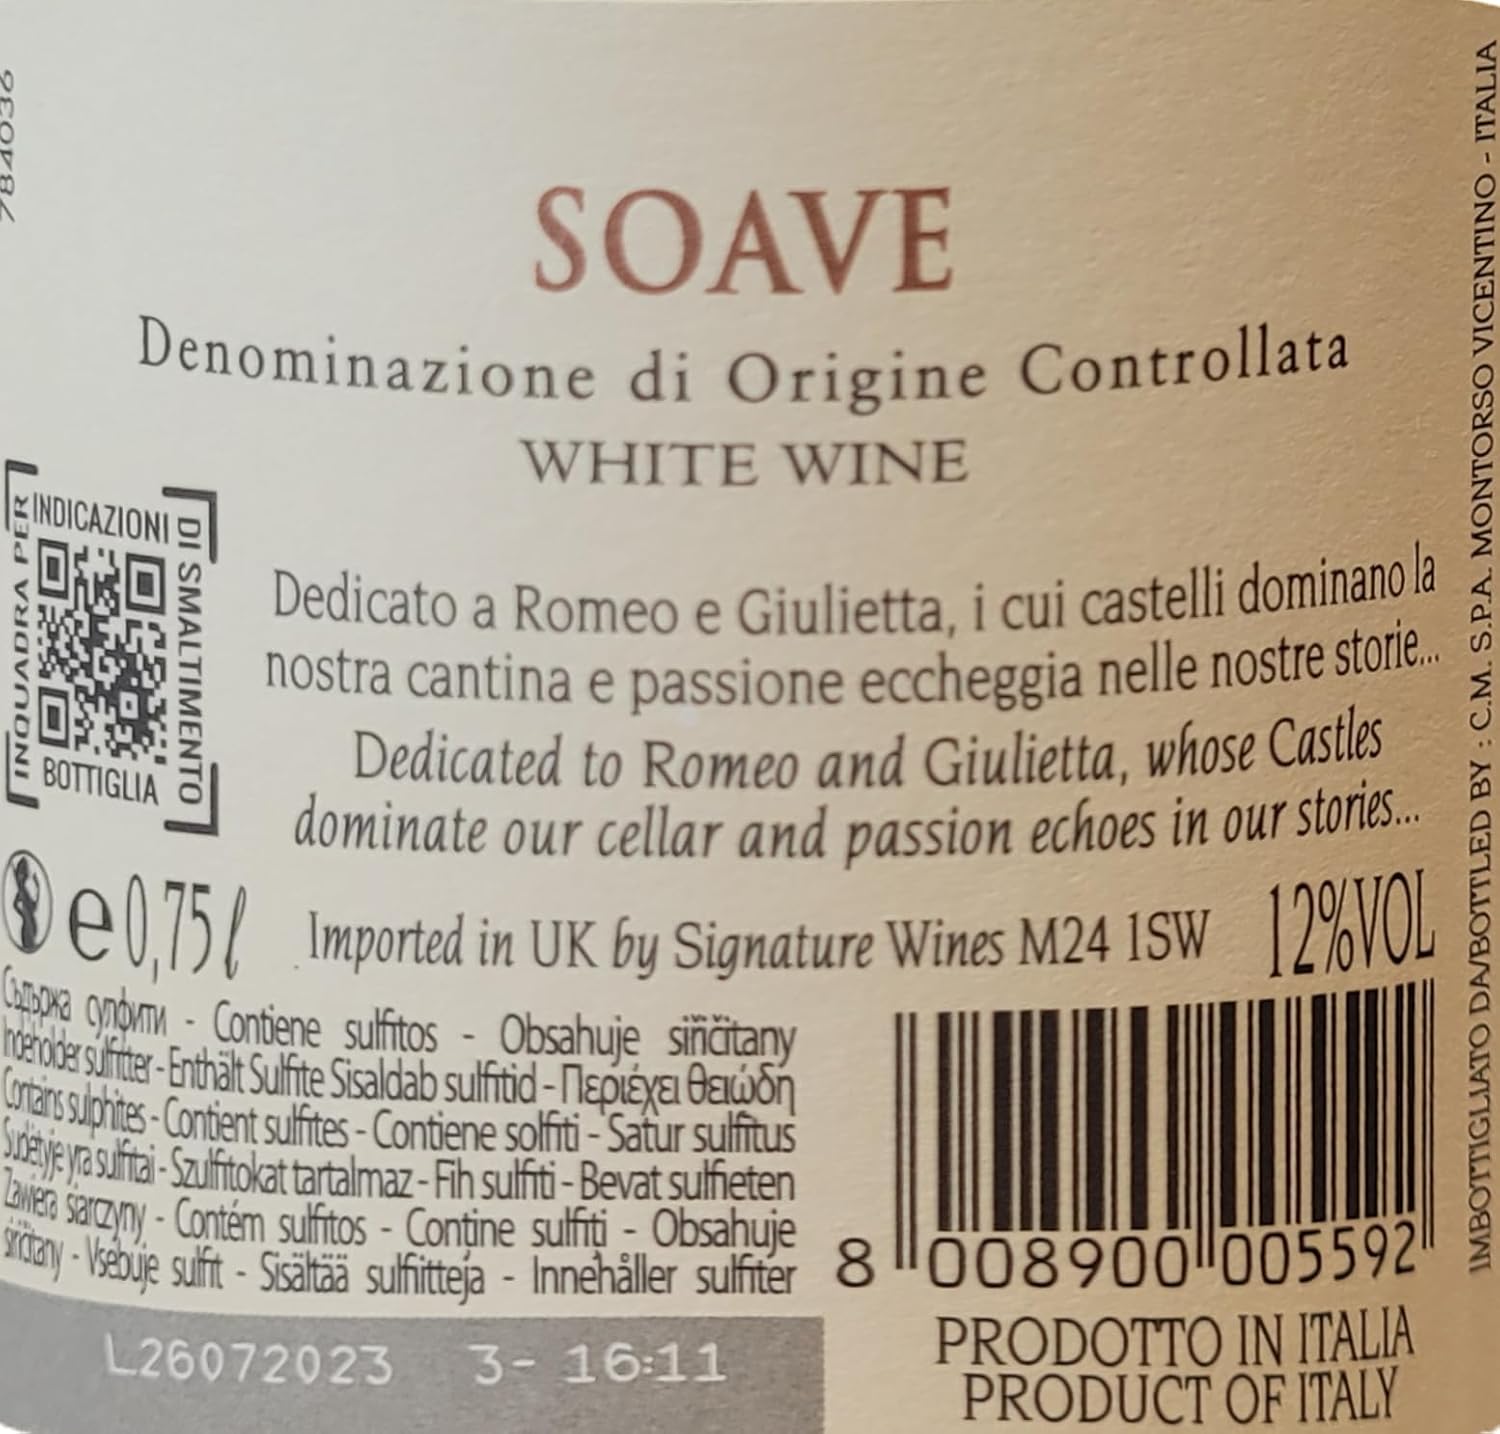 784036
SOAVE
Denominazione di Origine Controllata
WHITE WINE
INQUADRA PER
INDICAZIONI
DI SMALTIMENTO
BOTTIGLIA
Dedicato a Romeo e Giulietta, i cui castelli dominano la
nostra cantina e passione eccheggia nelle nostre storie...
Dedicated to Romeo and Giulietta, whose Castles
dominate our cellar and passion echoes in our stories...
e 0,75 ℓ
Imported in UK by Signature Wines M24 1SW
12%VOL
Съдържа сулфити - Contiene sulfitos - Obsahuje siřičitany
Indeholder sulfitter - Enthält Sulfite Sisaldab sulfitid - Περιέχει θειώδη
Contains sulphites - Contient sulfites - Contiene solfiti - Satur sulfītus
Sudėtyje yra sulfitai - Szulfitokat tartalmaz - Fih sulfiti - Bevat sulfieten
Zawiera siarczyny - Contém sulfitos - Conţine sulfiţi - Obsahuje
siričitany - Vsebuje sulfit - Sisältää sulfiitteja - Innehåller sulfiter
L26072023 3- 16:11
8 008900 005592
PRODOTTO IN ITALIA
PRODUCT OF ITALY
IMBOTTIGLIATO DA/BOTTLED BY : C.M. S.P.A. MONTORSO VICENTINO - ITALIA